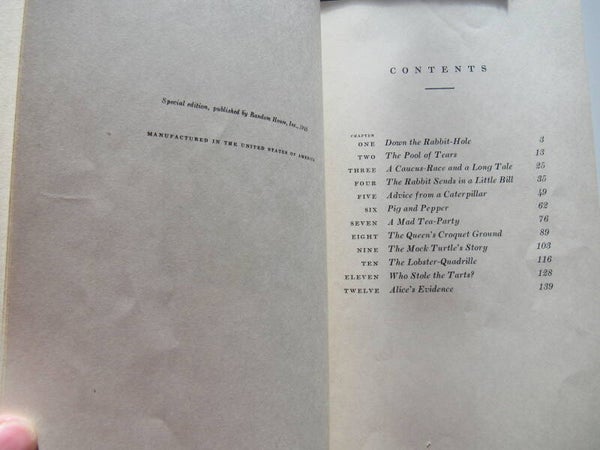 Special edition, published by Random House, Inc., 1946
MANUFACTURED IN THE UNITED STATES OF AMERICA
CONTENTS
CHAPTER
ONE Down the Rabbit-Hole 3
TWO The Pool of Tears 13
THREE A Caucus-Race and a Long Tale 25
FOUR The Rabbit Sends in a Little Bill 35
FIVE Advice from a Caterpillar 49
SIX Pig and Pepper 62
SEVEN A Mad Tea-Party 76
EIGHT The Queen's Croquet Ground 89
NINE The Mock Turtle's Story 103
TEN The Lobster-Quadrille 116
ELEVEN Who Stole the Tarts? 128
TWELVE Alice's Evidence 139